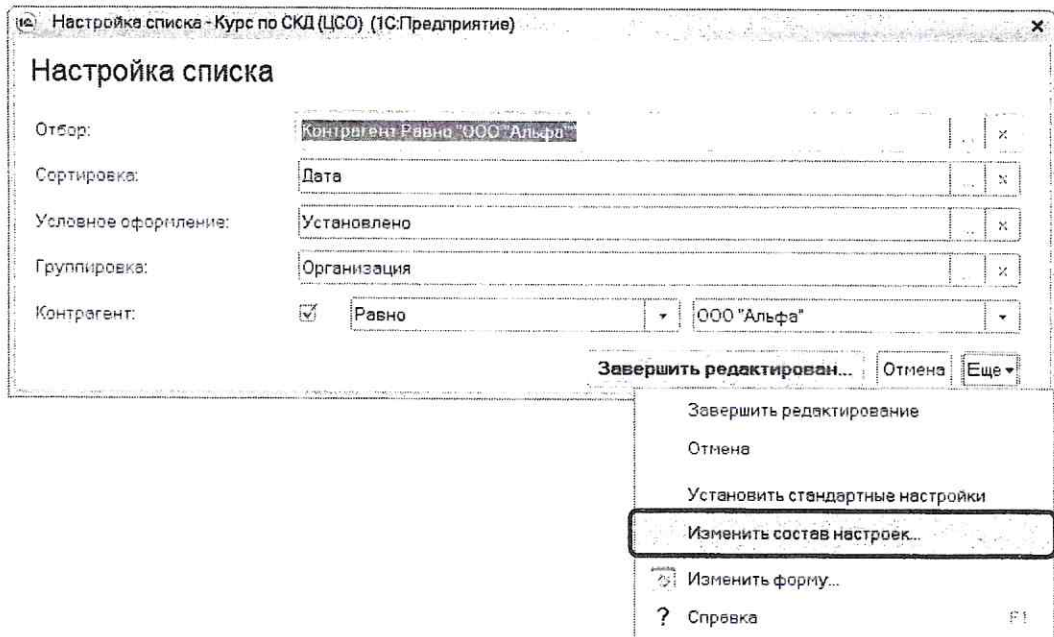 Настройка списка - Курс по СКД (ЦСО) (1С:Предприятие)
Настройка списка
Отбор: Контрагент Равно "ООО "Альфа""
Сортировка: Дата
Условное оформление: Установлено
Группировка: Организация
Контрагент: Равно ООО "Альфа"
Завершить редактирован... Отмена Еще
Завершить редактирование
Отмена
Установить стандартные настройки
Изменить состав настроек...
Изменить форму...
? Справка F1